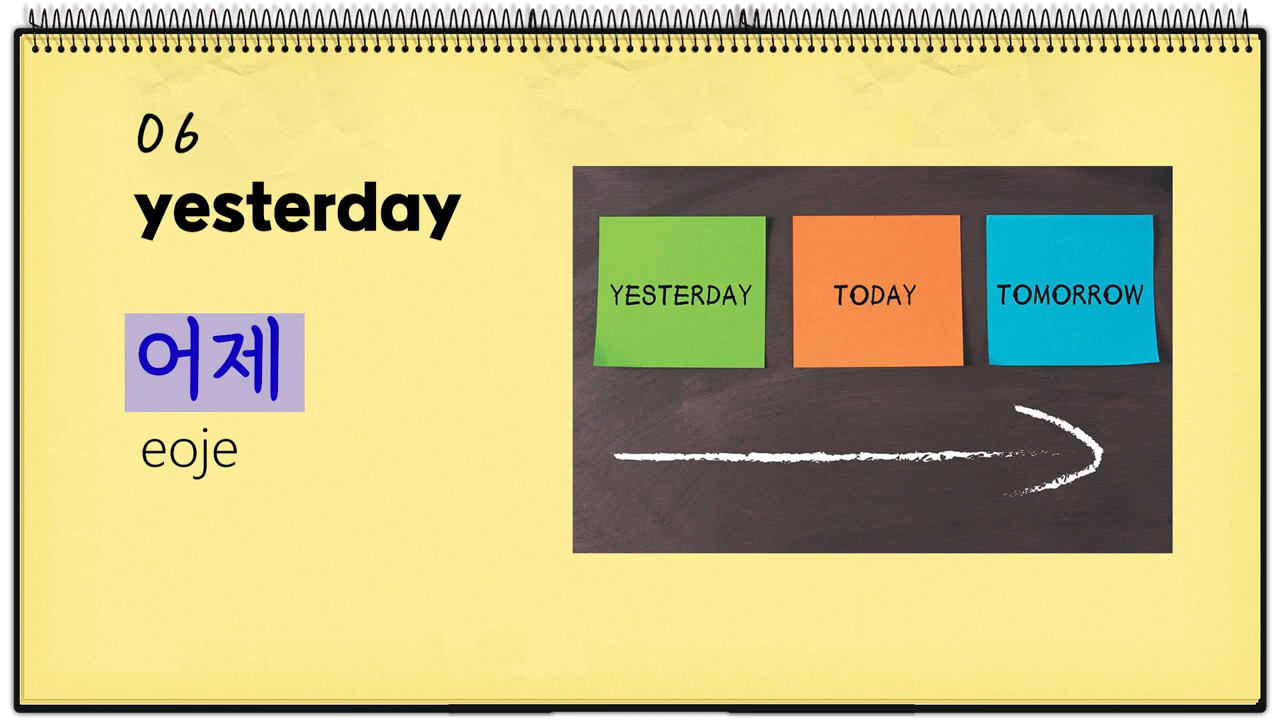 06
yesterday
어제
eoje
YESTERDAY
TODAY
TOMORROW